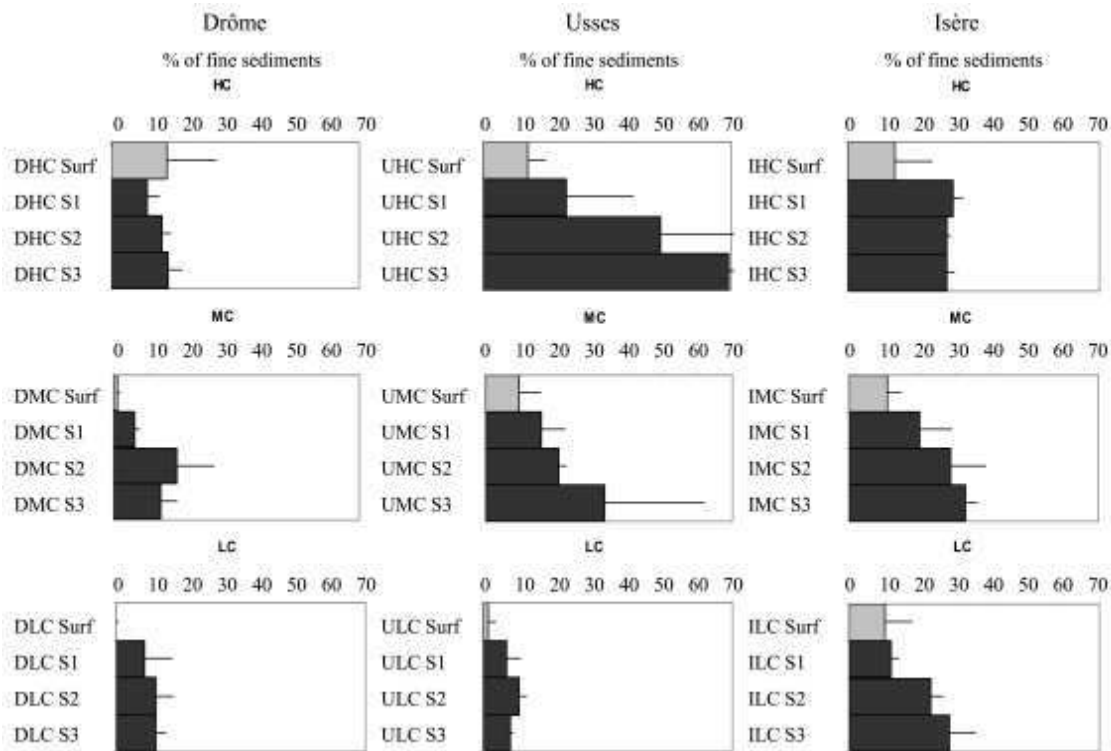 Drôme Usses Isère
% of fine sediments % of fine sediments % of fine sediments
HC HC HC
0 10 20 30 40 50 60 70 0 10 20 30 40 50 60 70 0 10 20 30 40 50 60 70
DHC Surf UHC Surf IHC Surf
DHC S1 UHC S1 IHC S1
DHC S2 UHC S2 IHC S2
DHC S3 UHC S3 IHC S3
MC MC MC
0 10 20 30 40 50 60 70 0 10 20 30 40 50 60 70 0 10 20 30 40 50 60 70
DMC Surf UMC Surf IMC Surf
DMC S1 UMC S1 IMC S1
DMC S2 UMC S2 IMC S2
DMC S3 UMC S3 IMC S3
LC LC LC
0 10 20 30 40 50 60 70 0 10 20 30 40 50 60 70 0 10 20 30 40 50 60 70
DLC Surf ULC Surf ILC Surf
DLC S1 ULC S1 ILC S1
DLC S2 ULC S2 ILC S2
DLC S3 ULC S3 ILC S3